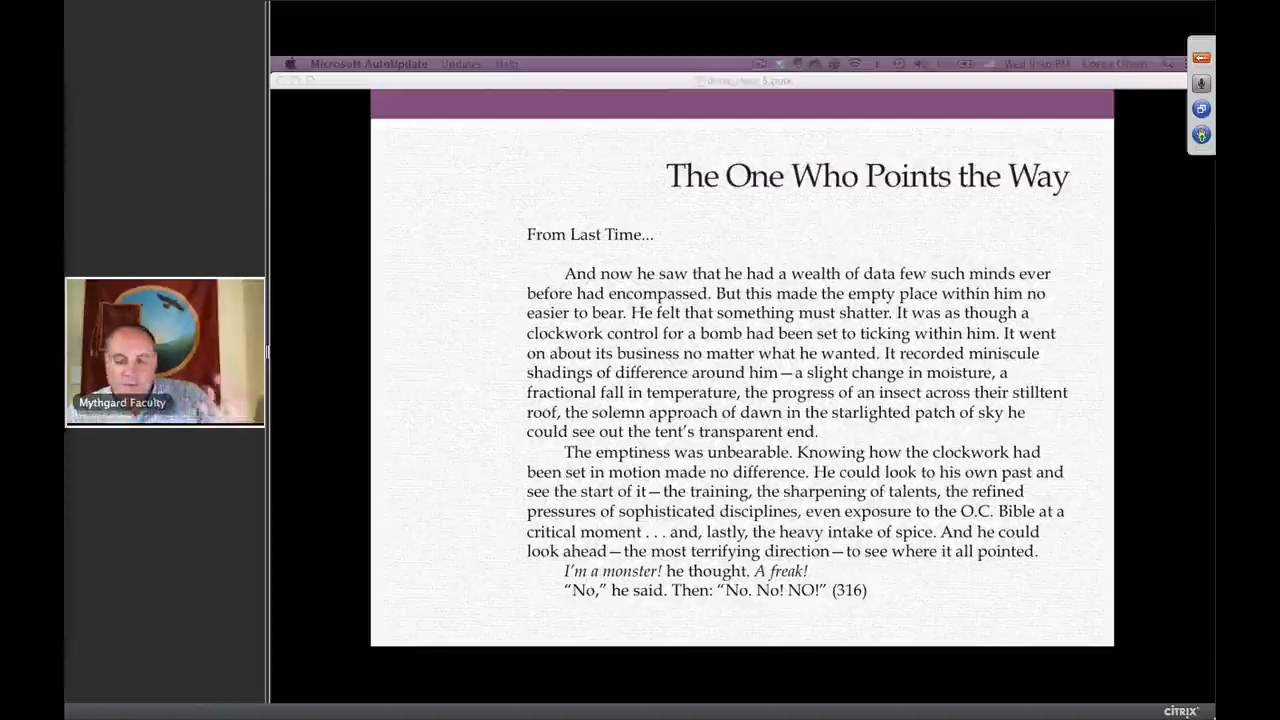 Microsoft AutoUpdate Updates Help
The One Who Points the Way
From Last Time...
And now he saw that he had a wealth of data few such minds ever
before had encompassed. But this made the empty place within him no
easier to bear. He felt that something must shatter. It was as though a
clockwork control for a bomb had been set to ticking within him. It went
on about its business no matter what he wanted. It recorded miniscule
shadings of difference around him—a slight change in moisture, a
fractional fall in temperature, the progress of an insect across their stilltent
roof, the solemn approach of dawn in the starlighted patch of sky he
could see out the tent’s transparent end.
The emptiness was unbearable. Knowing how the clockwork had
been set in motion made no difference. He could look to his own past and
see the start of it—the training, the sharpening of talents, the refined
pressures of sophisticated disciplines, even exposure to the O.C. Bible at a
critical moment . . . and, lastly, the heavy intake of spice. And he could
look ahead—the most terrifying direction—to see where it all pointed.
I’m a monster! he thought. A freak!
“No,” he said. Then: “No. No! NO!” (316)
Mythgard Faculty
CITRIX